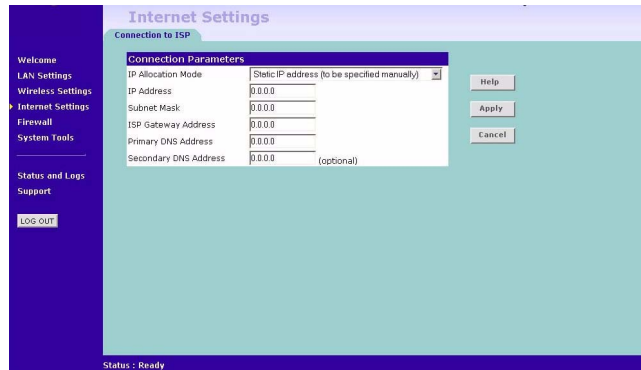 Internet Settings
Connection to ISP
Welcome
LAN Settings
Wireless Settings
Internet Settings
Firewall
System Tools
Status and Logs
Support
LOG OUT
Connection Parameters
IP Allocation Mode Static IP address (to be specified manually)
IP Address 0.0.0.0
Subnet Mask 0.0.0.0
ISP Gateway Address 0.0.0.0
Primary DNS Address 0.0.0.0
Secondary DNS Address 0.0.0.0 (optional)
Help
Apply
Cancel
Status : Ready